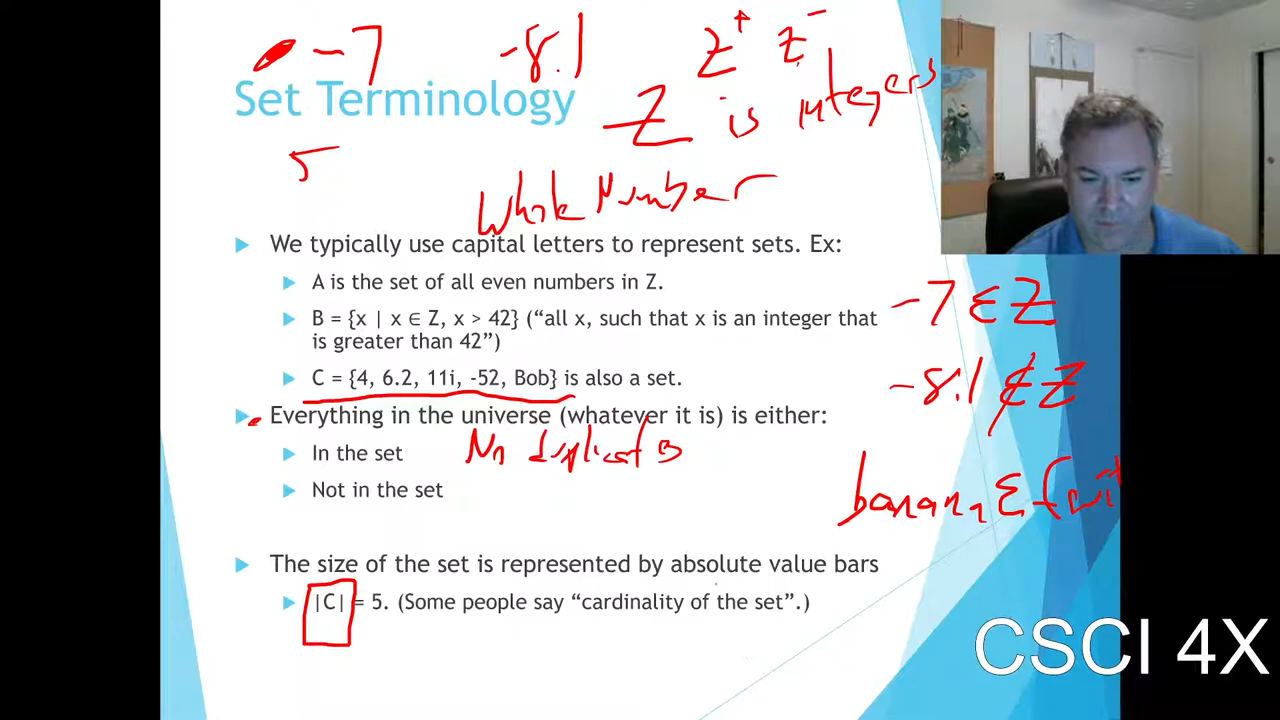 -7 -8.1 Z⁺ Z⁻
Set Terminology
Z is integers
5
Whole Number
We typically use capital letters to represent sets. Ex:
A is the set of all even numbers in Z.
-7 ∈ Z
B = {x | x ∈ Z, x > 42} (“all x, such that x is an integer that
is greater than 42”)
C = {4, 6.2, 11i, -52, Bob} is also a set.
-8.1 ∉ Z
Everything in the universe (whatever it is) is either:
In the set
No duplicates
Not in the set
banana ∈ fruit
The size of the set is represented by absolute value bars
|C| = 5. (Some people say “cardinality of the set”.)
CSCI 4X